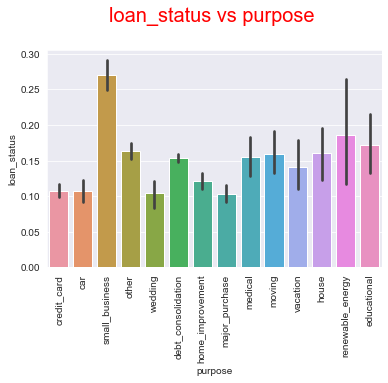 loan_status vs purpose
0.30
0.25
0.20
0.15
0.10
0.05
0.00
loan_status
credit_card
car
small_business
other
wedding
debt_consolidation
home_improvement
major_purchase
medical
moving
vacation
house
renewable_energy
educational
purpose